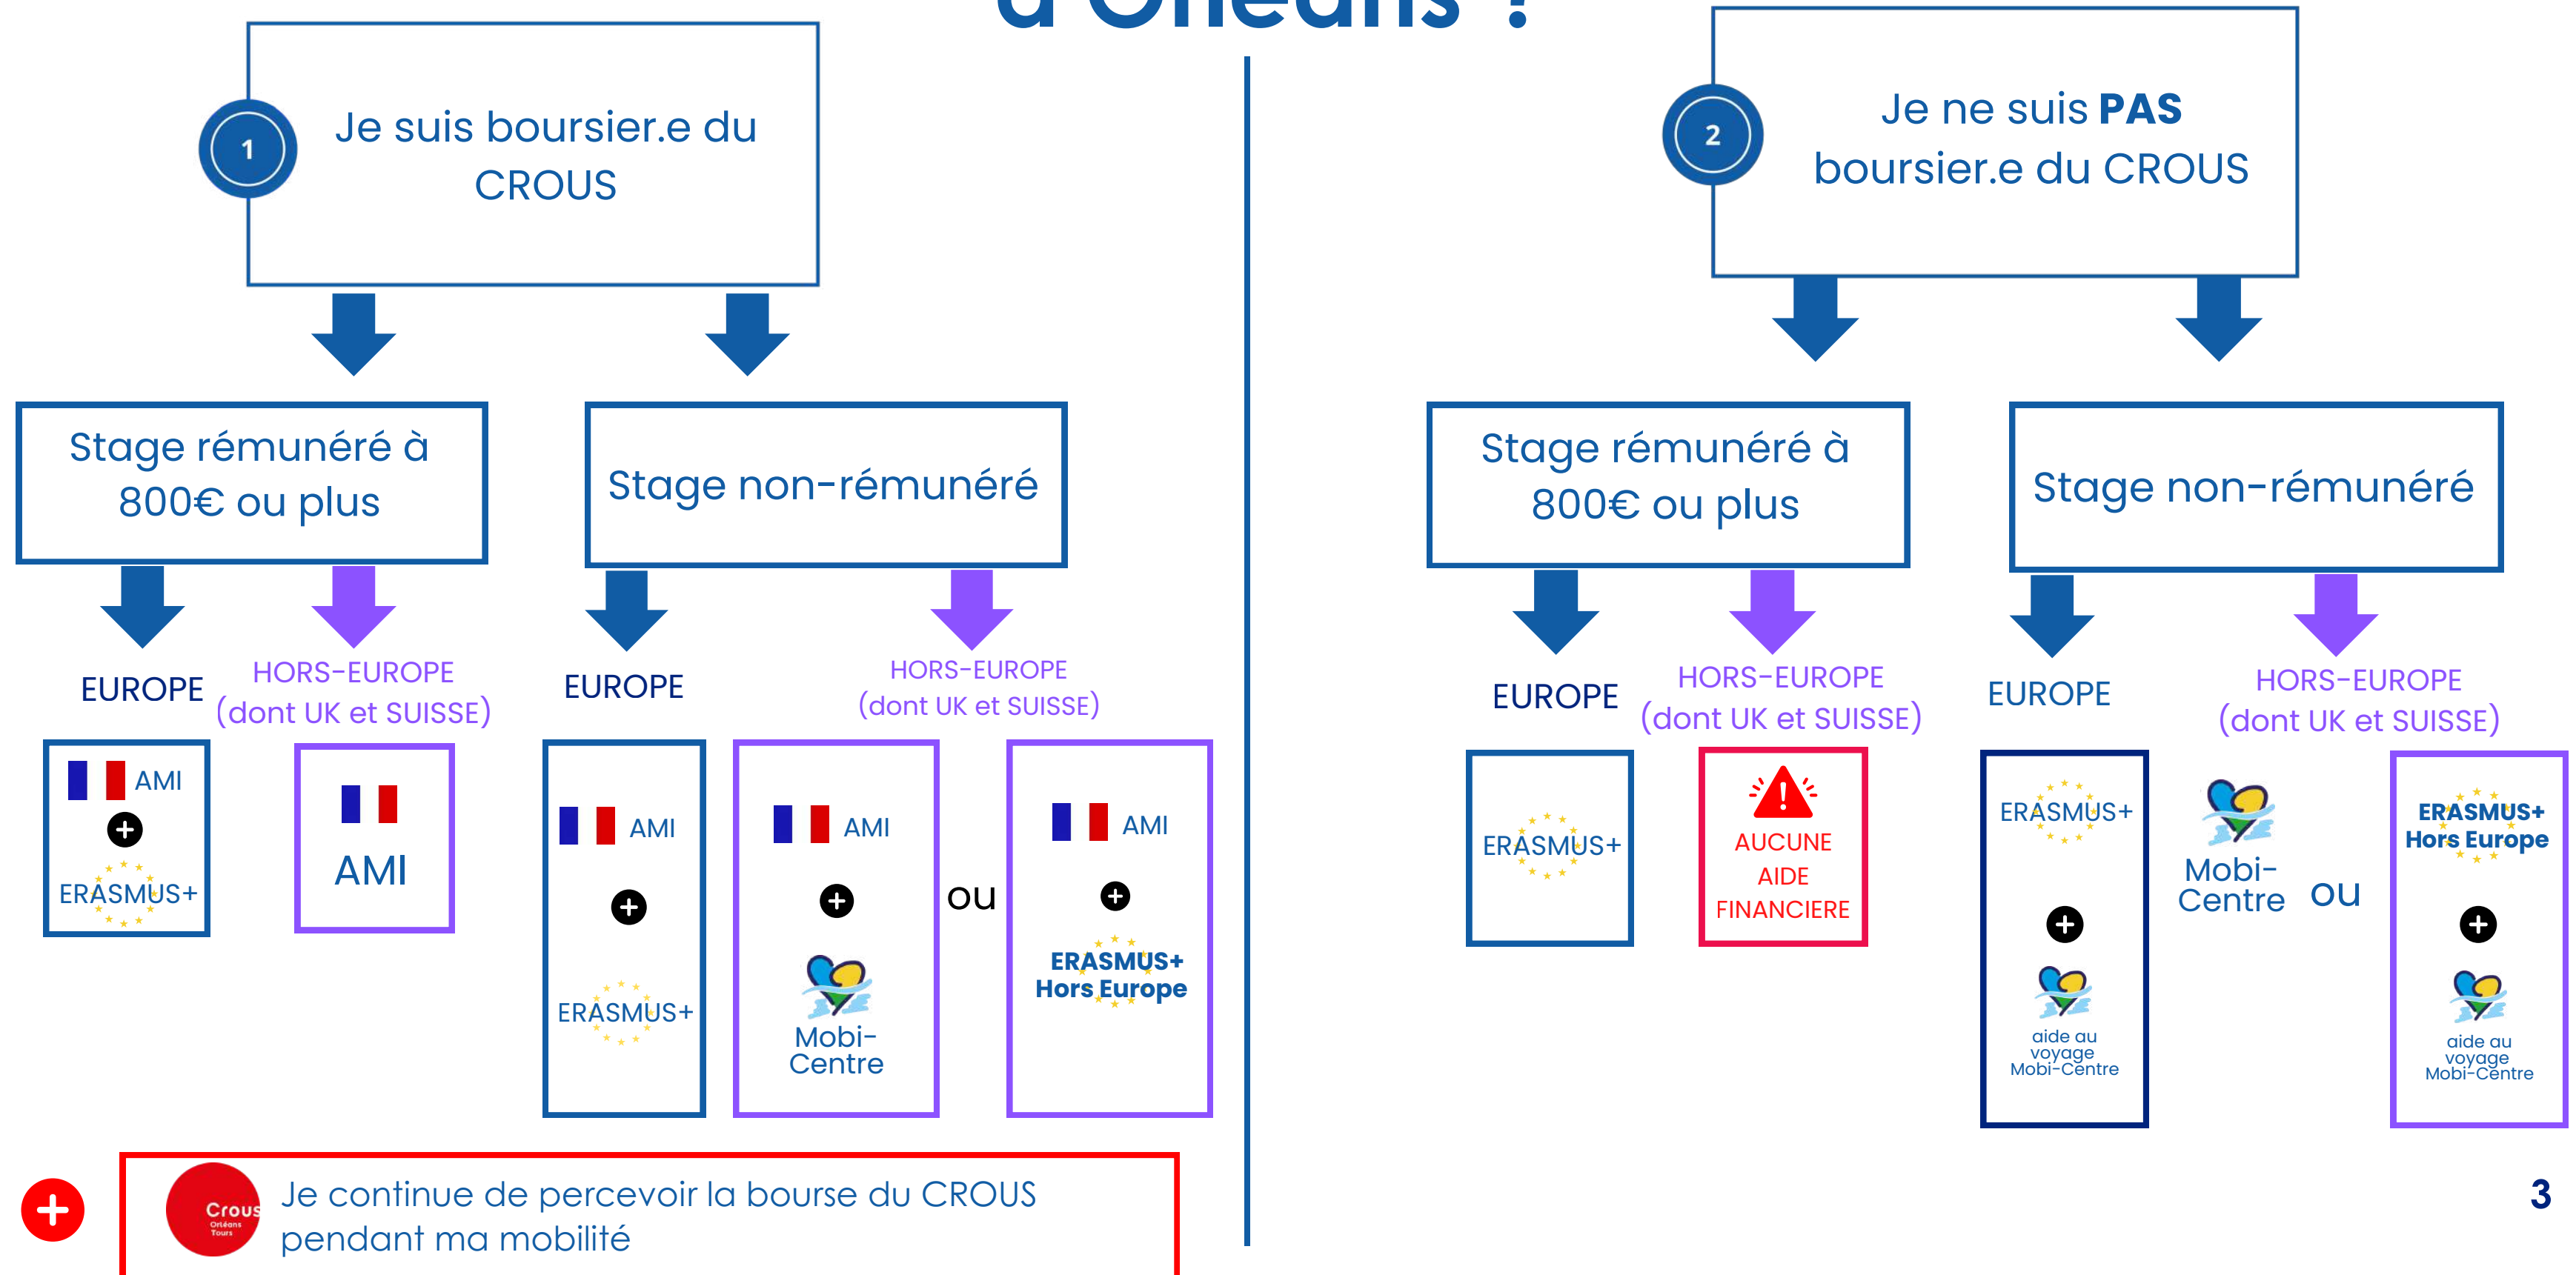 d'Orléans ?
1
Je suis boursier.e du
CROUS
Stage rémunéré à
800€ ou plus
Stage non-rémunéré
EUROPE
HORS-EUROPE
(dont UK et SUISSE)
EUROPE
HORS-EUROPE
(dont UK et SUISSE)
AMI
ERASMUS+
AMI
AMI
ERASMUS+
AMI
Mobi-
Centre
ou
AMI
ERASMUS+
Hors Europe
Crous
Orléans
Tours
Je continue de percevoir la bourse du CROUS
pendant ma mobilité
2
Je ne suis PAS
boursier.e du CROUS
Stage rémunéré à
800€ ou plus
Stage non-rémunéré
EUROPE
HORS-EUROPE
(dont UK et SUISSE)
EUROPE
HORS-EUROPE
(dont UK et SUISSE)
ERASMUS+
AUCUNE
AIDE
FINANCIERE
ERASMUS+
aide au
voyage
Mobi-Centre
Mobi-
Centre
ou
ERASMUS+
Hors Europe
aide au
voyage
Mobi-Centre
3